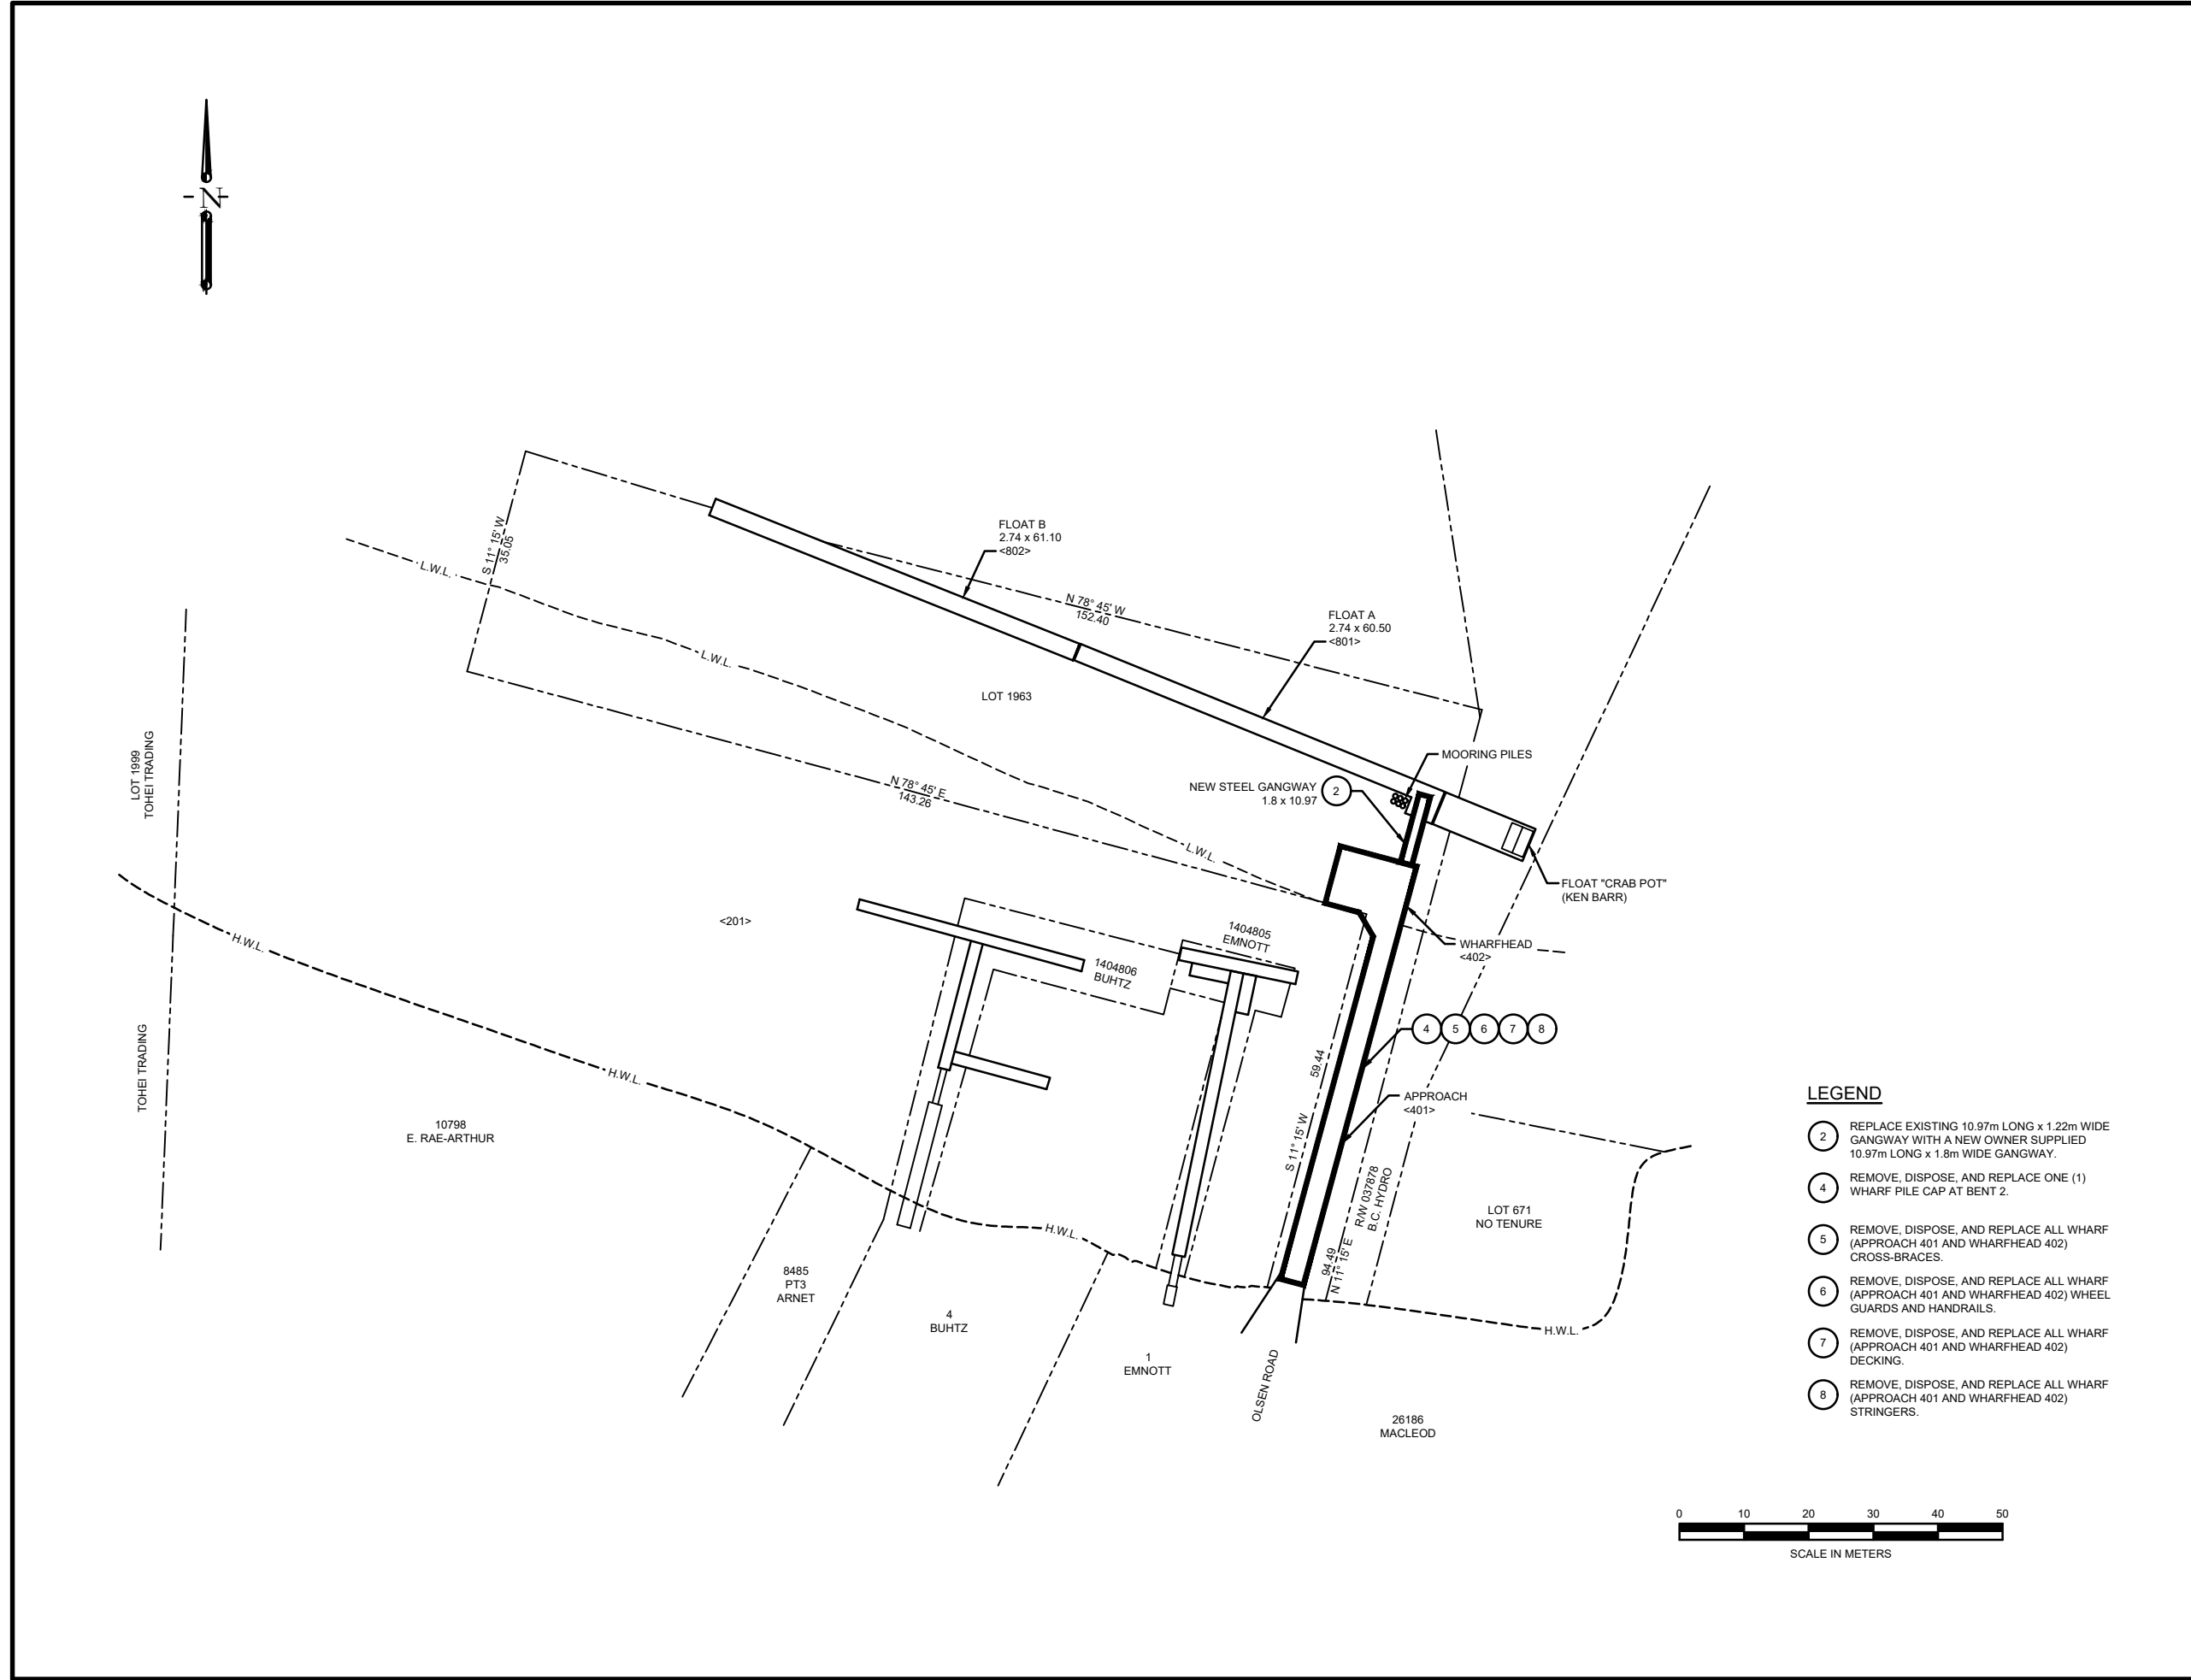 N
FLOAT B
2.74 x 61.10
<802>
S 11° 15' W
35.05
L.W.L.
N 78° 45' W
152.40
FLOAT A
2.74 x 60.50
<801>
L.W.L.
LOT 1963
LOT 1999
TOHEI TRADING
MOORING PILES
NEW STEEL GANGWAY
1.8 x 10.97
2
N 78° 45' E
143.26
L.W.L.
FLOAT "CRAB POT"
(KEN BARR)
<201>
H.W.L.
1404805
EMNOTT
WHARFHEAD
<402>
1404806
BUHTZ
TOHEI TRADING
4 5 6 7 8
H.W.L.
59.44
S 11° 15' W
APPROACH
<401>
10798
E. RAE-ARTHUR
R/W 037878
B.C. HYDRO
94.49
N 11° 15' E
LOT 671
NO TENURE
H.W.L.
8485
PT3
ARNET
4
BUHTZ
H.W.L.
1
EMNOTT
OLSEN ROAD
26186
MACLEOD
LEGEND
2 REPLACE EXISTING 10.97m LONG x 1.22m WIDE
GANGWAY WITH A NEW OWNER SUPPLIED
10.97m LONG x 1.8m WIDE GANGWAY.
4 REMOVE, DISPOSE, AND REPLACE ONE (1)
WHARF PILE CAP AT BENT 2.
5 REMOVE, DISPOSE, AND REPLACE ALL WHARF
(APPROACH 401 AND WHARFHEAD 402)
CROSS-BRACES.
6 REMOVE, DISPOSE, AND REPLACE ALL WHARF
(APPROACH 401 AND WHARFHEAD 402) WHEEL
GUARDS AND HANDRAILS.
7 REMOVE, DISPOSE, AND REPLACE ALL WHARF
(APPROACH 401 AND WHARFHEAD 402)
DECKING.
8 REMOVE, DISPOSE, AND REPLACE ALL WHARF
(APPROACH 401 AND WHARFHEAD 402)
STRINGERS.
0 10 20 30 40 50
SCALE IN METERS